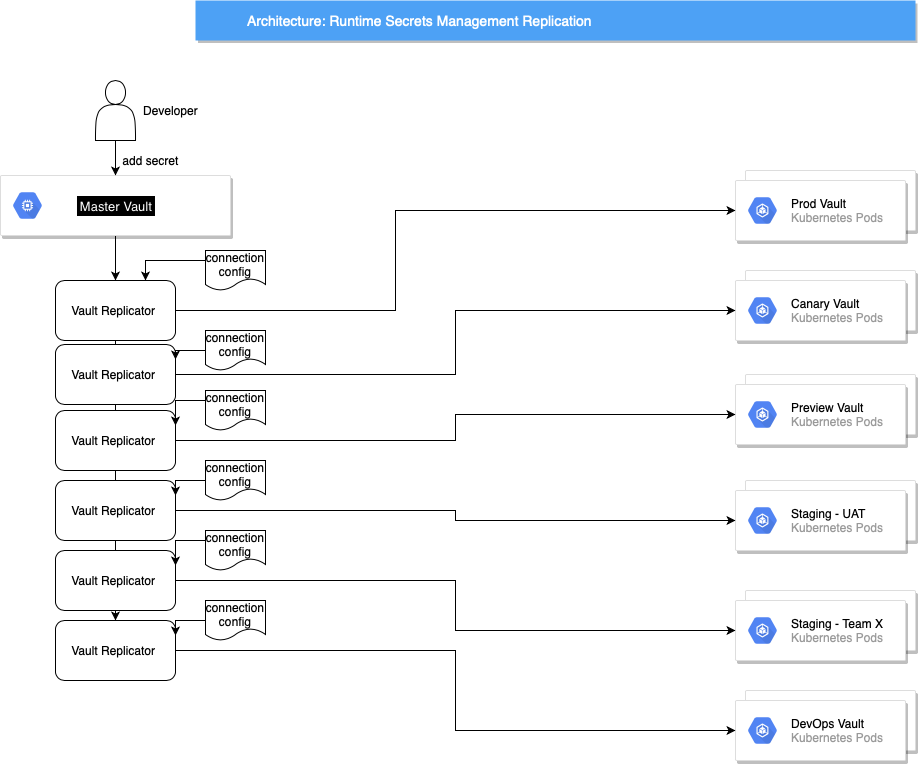 Architecture: Runtime Secrets Management Replication
Developer
add secret
Master Vault
Prod Vault
Kubernetes Pods
connection
config
Vault Replicator
Canary Vault
Kubernetes Pods
connection
config
Vault Replicator
Preview Vault
Kubernetes Pods
connection
config
Vault Replicator
Staging - UAT
Kubernetes Pods
connection
config
Vault Replicator
Staging - Team X
Kubernetes Pods
connection
config
Vault Replicator
connection
config
Vault Replicator
DevOps Vault
Kubernetes Pods